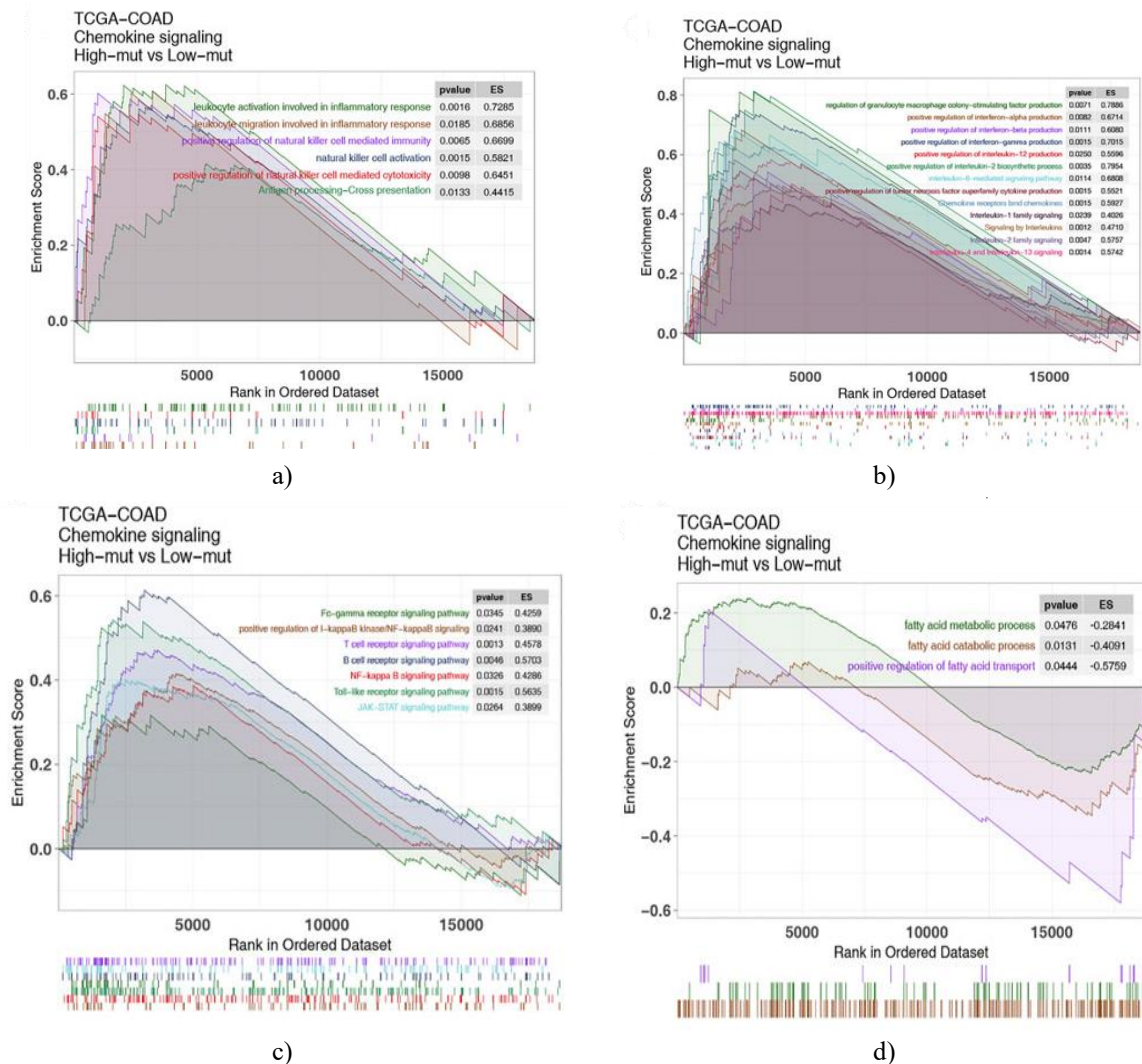 TCGA-COAD
Chemokine signaling
High-mut vs Low-mut
pvalue ES
leukocyte activation involved in inflammatory response 0.0016 0.7285
leukocyte migration involved in inflammatory response 0.0185 0.6856
positive regulation of natural killer cell mediated immunity 0.0065 0.6699
natural killer cell activation 0.0015 0.5821
positive regulation of natural killer cell mediated cytotoxicity 0.0098 0.6451
Antigen processing-Cross presentation 0.0133 0.4415
Enrichment Score
0.6
0.4
0.2
0.0
5000 10000 15000
Rank in Ordered Dataset
a)
TCGA-COAD
Chemokine signaling
High-mut vs Low-mut
pvalue ES
regulation of granulocyte macrophage colony-stimulating factor production 0.0071 0.7886
positive regulation of interferon-alpha production 0.0082 0.6714
positive regulation of interferon-beta production 0.0111 0.6080
positive regulation of interferon-gamma production 0.0015 0.7015
positive regulation of interleukin-12 production 0.0250 0.5596
positive regulation of interleukin-2 biosynthetic process 0.0035 0.7954
interleukin-6-mediated signaling pathway 0.0114 0.6808
positive regulation of tumor necrosis factor superfamily cytokine production 0.0015 0.5521
Chemokine receptors bind chemokines 0.0015 0.5927
Interleukin-1 family signaling 0.0239 0.4026
Signaling by Interleukins 0.0012 0.4710
Interleukin-2 family signaling 0.0047 0.5757
Interleukin-4 and Interleukin-13 signaling 0.0014 0.5742
Enrichment Score
0.8
0.6
0.4
0.2
0.0
5000 10000 15000
Rank in Ordered Dataset
b)
TCGA-COAD
Chemokine signaling
High-mut vs Low-mut
pvalue ES
Fc-gamma receptor signaling pathway 0.0345 0.4259
positive regulation of I-kappaB kinase/NF-kappaB signaling 0.0241 0.3890
T cell receptor signaling pathway 0.0013 0.4578
B cell receptor signaling pathway 0.0046 0.5703
NF-kappa B signaling pathway 0.0326 0.4286
Toll-like receptor signaling pathway 0.0015 0.5635
JAK-STAT signaling pathway 0.0264 0.3899
Enrichment Score
0.6
0.4
0.2
0.0
5000 10000 15000
Rank in Ordered Dataset
c)
TCGA-COAD
Chemokine signaling
High-mut vs Low-mut
pvalue ES
fatty acid metabolic process 0.0476 -0.2841
fatty acid catabolic process 0.0131 -0.4091
positive regulation of fatty acid transport 0.0444 -0.5759
Enrichment Score
0.2
0.0
-0.2
-0.4
-0.6
5000 10000 15000
Rank in Ordered Dataset
d)